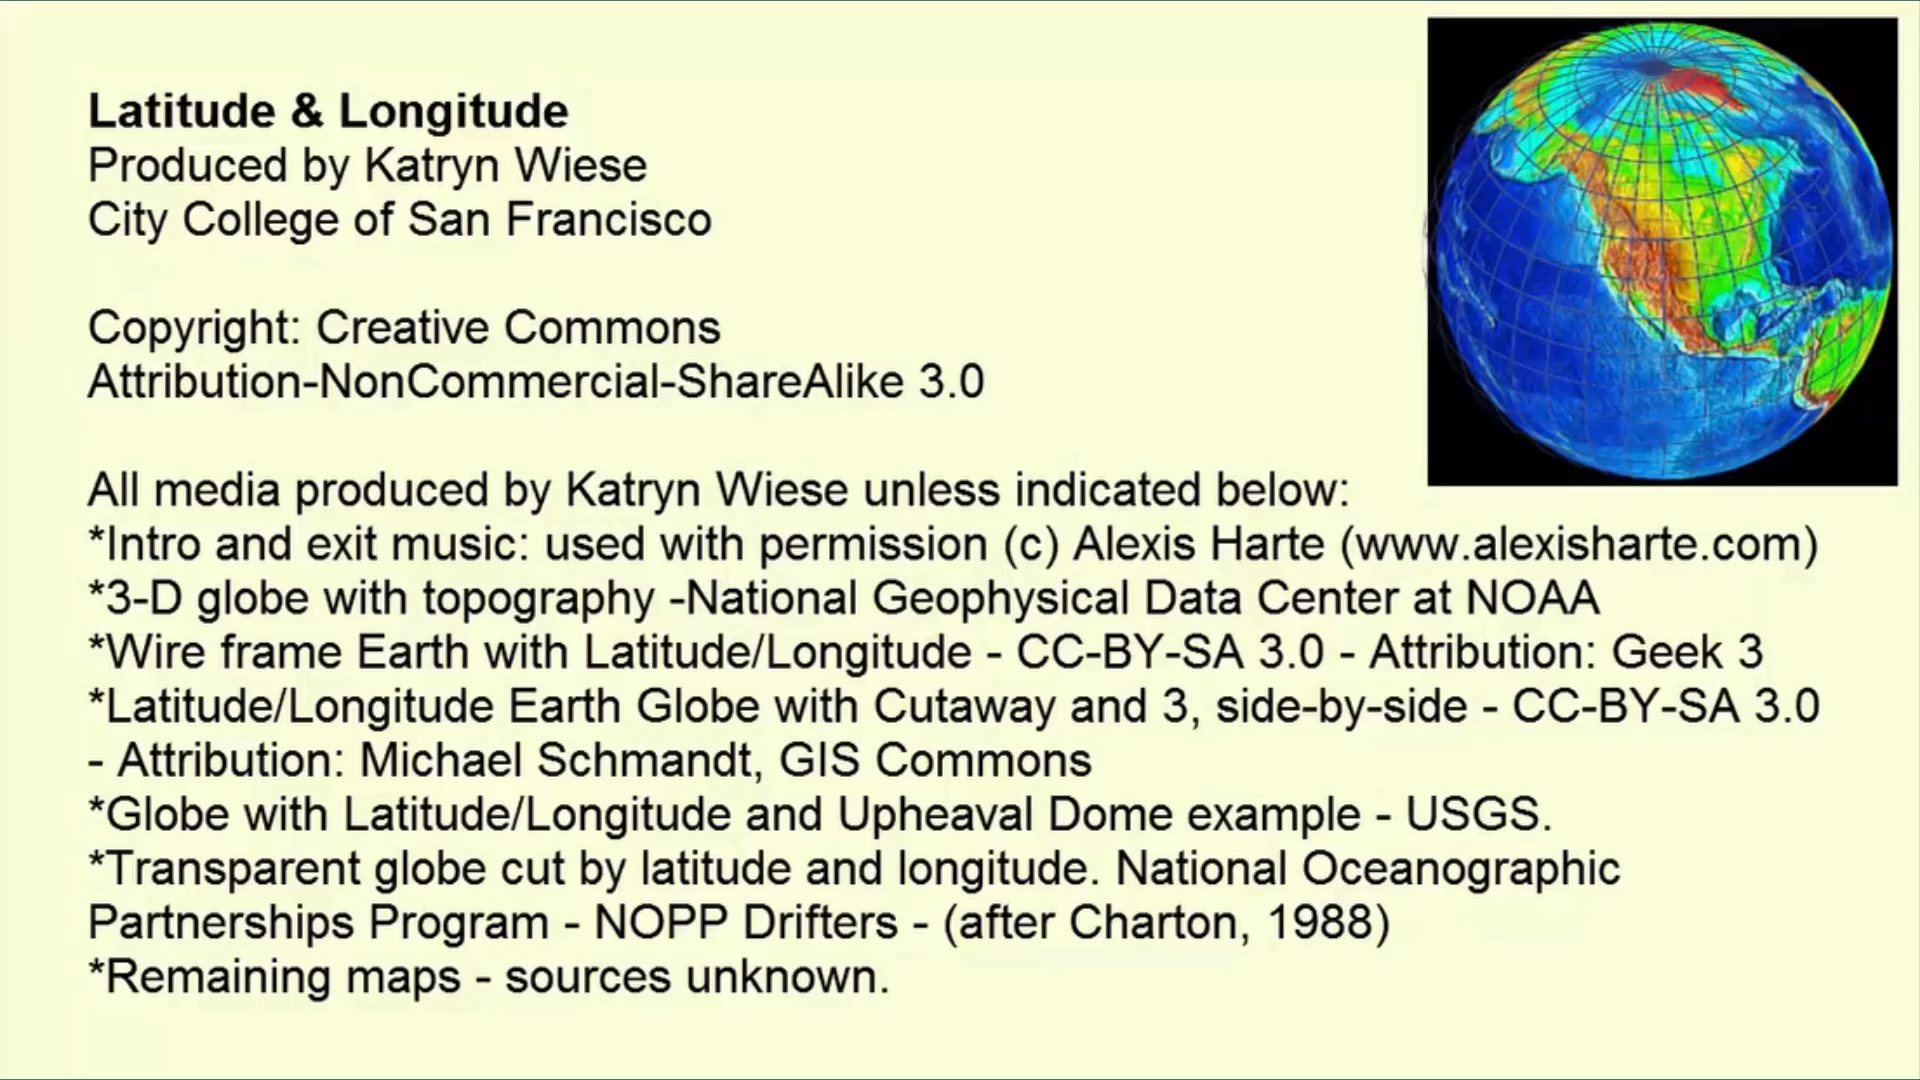 Latitude & Longitude
Produced by Katryn Wiese
City College of San Francisco
Copyright: Creative Commons
Attribution-NonCommercial-ShareAlike 3.0
All media produced by Katryn Wiese unless indicated below:
*Intro and exit music: used with permission (c) Alexis Harte (www.alexisharte.com)
*3-D globe with topography -National Geophysical Data Center at NOAA
*Wire frame Earth with Latitude/Longitude - CC-BY-SA 3.0 - Attribution: Geek 3
*Latitude/Longitude Earth Globe with Cutaway and 3, side-by-side - CC-BY-SA 3.0
- Attribution: Michael Schmandt, GIS Commons
*Globe with Latitude/Longitude and Upheaval Dome example - USGS.
*Transparent globe cut by latitude and longitude. National Oceanographic
Partnerships Program - NOPP Drifters - (after Charton, 1988)
*Remaining maps - sources unknown.